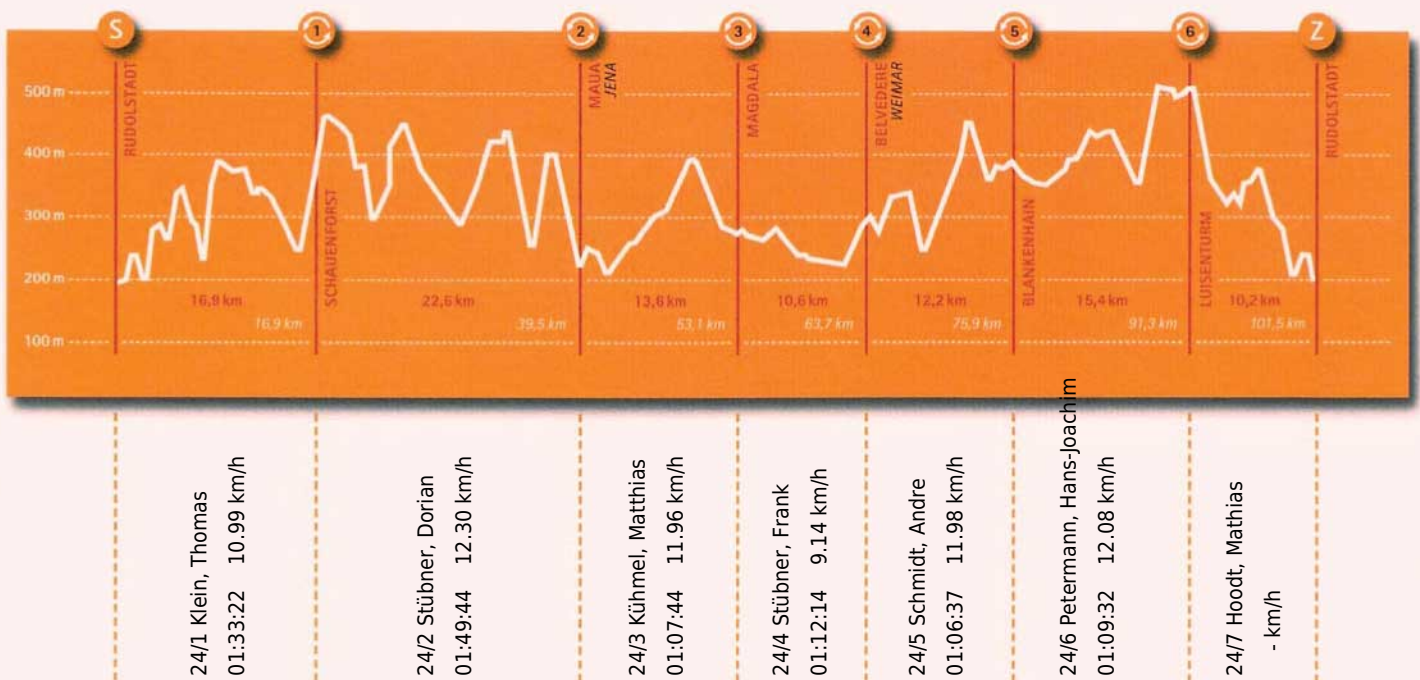 S
1
2
3
4
5
6
Z
500 m
400 m
300 m
200 m
100 m
RUDOLSTADT
SCHAUENFORST
MAUA
JENA
MAGDALA
BELVEDERE
WEIMAR
BLANKENHAIN
LUISENTURM
RUDOLSTADT
16,9 km
22,6 km
13,6 km
10,6 km
12,2 km
15,4 km
10,2 km
16,9 km
39,5 km
53,1 km
63,7 km
75,9 km
91,3 km
101,5 km
24/1 Klein, Thomas
01:33:22 10.99 km/h
24/2 Stübner, Dorian
01:49:44 12.30 km/h
24/3 Kühmel, Matthias
01:07:44 11.96 km/h
24/4 Stübner, Frank
01:12:14 9.14 km/h
24/5 Schmidt, Andre
01:06:37 11.98 km/h
24/6 Petermann, Hans-Joachim
01:09:32 12.08 km/h
24/7 Hoodt, Mathias
- km/h